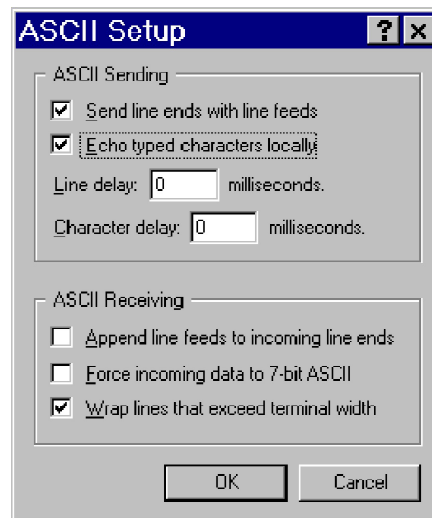 ASCII Setup
ASCII Sending
Send line ends with line feeds
Echo typed characters locally
Line delay: 0 milliseconds.
Character delay: 0 milliseconds.
ASCII Receiving
Append line feeds to incoming line ends
Force incoming data to 7-bit ASCII
Wrap lines that exceed terminal width
OK Cancel